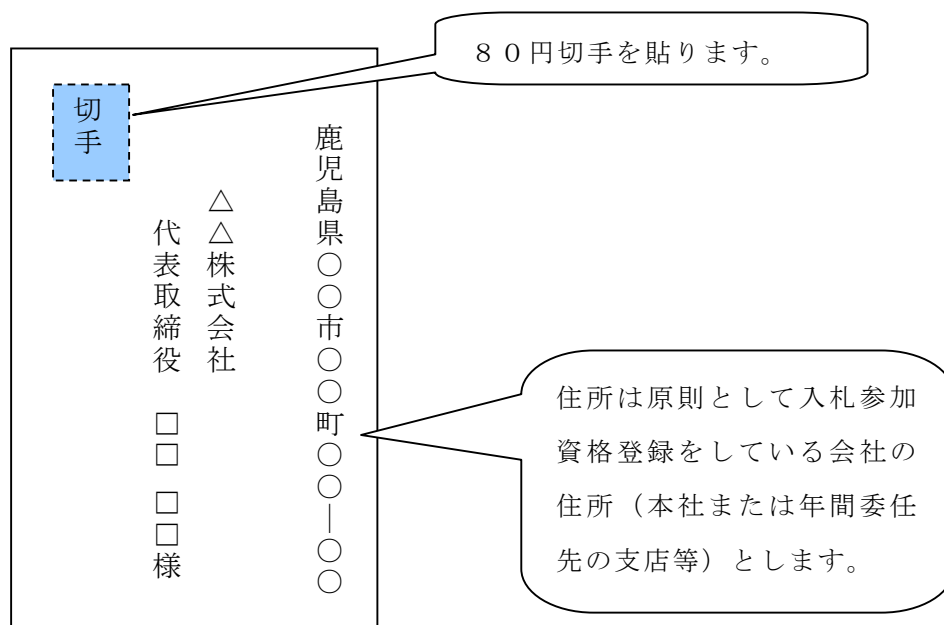 ８０円切手を貼ります。
切手
鹿児島県○○市○○町○○―○○
△△株式会社
代表取締役　□□　□□様
住所は原則として入札参加
資格登録をしている会社の
住所（本社または年間委任
先の支店等）とします。